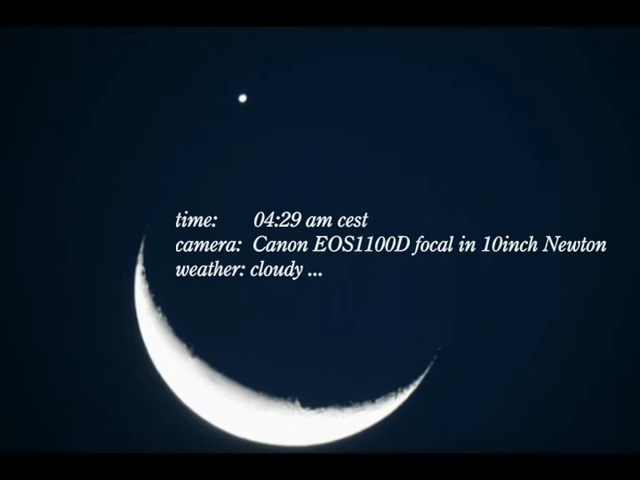 time: 04:29 am cest
camera: Canon EOS1100D focal in 10inch Newton
weather: cloudy ...